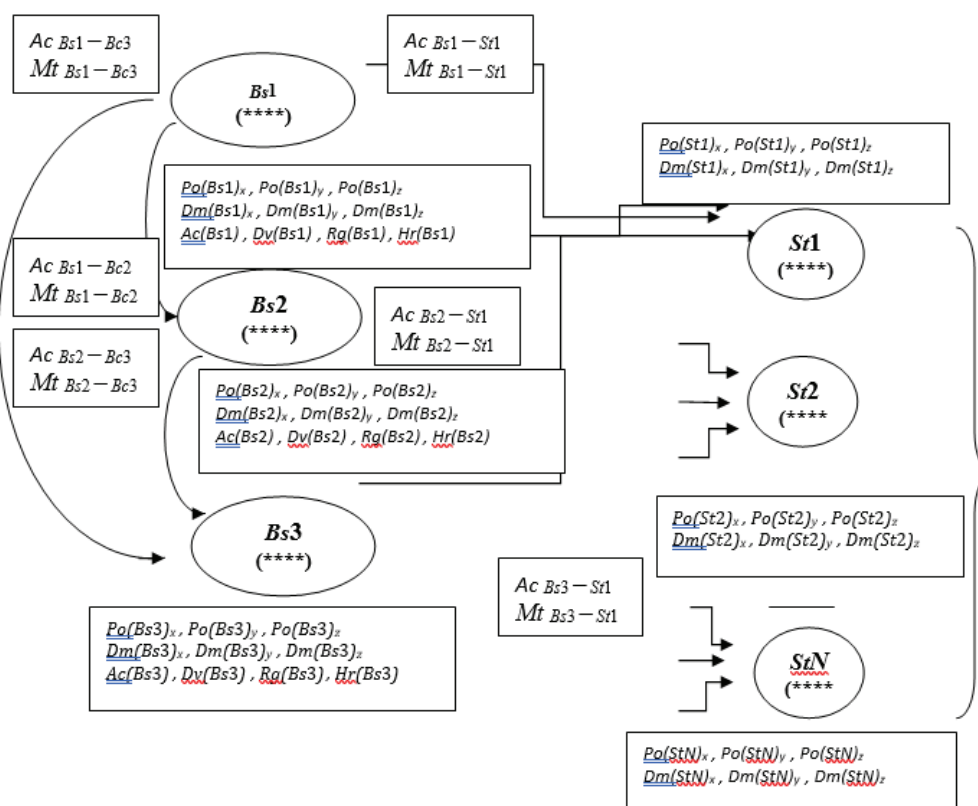 Ac Bs1 – Bc3
Mt Bs1 – Bc3
Bs1
(****)
Ac Bs1 – St1
Mt Bs1 – St1
Po(St1)x , Po(St1)y , Po(St1)z
Dm(St1)x , Dm(St1)y , Dm(St1)z
Po(Bs1)x , Po(Bs1)y , Po(Bs1)z
Dm(Bs1)x , Dm(Bs1)y , Dm(Bs1)z
Ac(Bs1) , Dv(Bs1) , Rg(Bs1) , Hr(Bs1)
St1
(****)
Ac Bs1 – Bc2
Mt Bs1 – Bc2
Bs2
(****)
Ac Bs2 – St1
Mt Bs2 – St1
Ac Bs2 – Bc3
Mt Bs2 – Bc3
Po(Bs2)x , Po(Bs2)y , Po(Bs2)z
Dm(Bs2)x , Dm(Bs2)y , Dm(Bs2)z
Ac(Bs2) , Dv(Bs2) , Rg(Bs2) , Hr(Bs2)
St2
(****
Bs3
(****)
Po(St2)x , Po(St2)y , Po(St2)z
Dm(St2)x , Dm(St2)y , Dm(St2)z
Ac Bs3 – St1
Mt Bs3 – St1
Po(Bs3)x , Po(Bs3)y , Po(Bs3)z
Dm(Bs3)x , Dm(Bs3)y , Dm(Bs3)z
Ac(Bs3) , Dv(Bs3) , Rg(Bs3) , Hr(Bs3)
StN
(****
Po(StN)x , Po(StN)y , Po(StN)z
Dm(StN)x , Dm(StN)y , Dm(StN)z